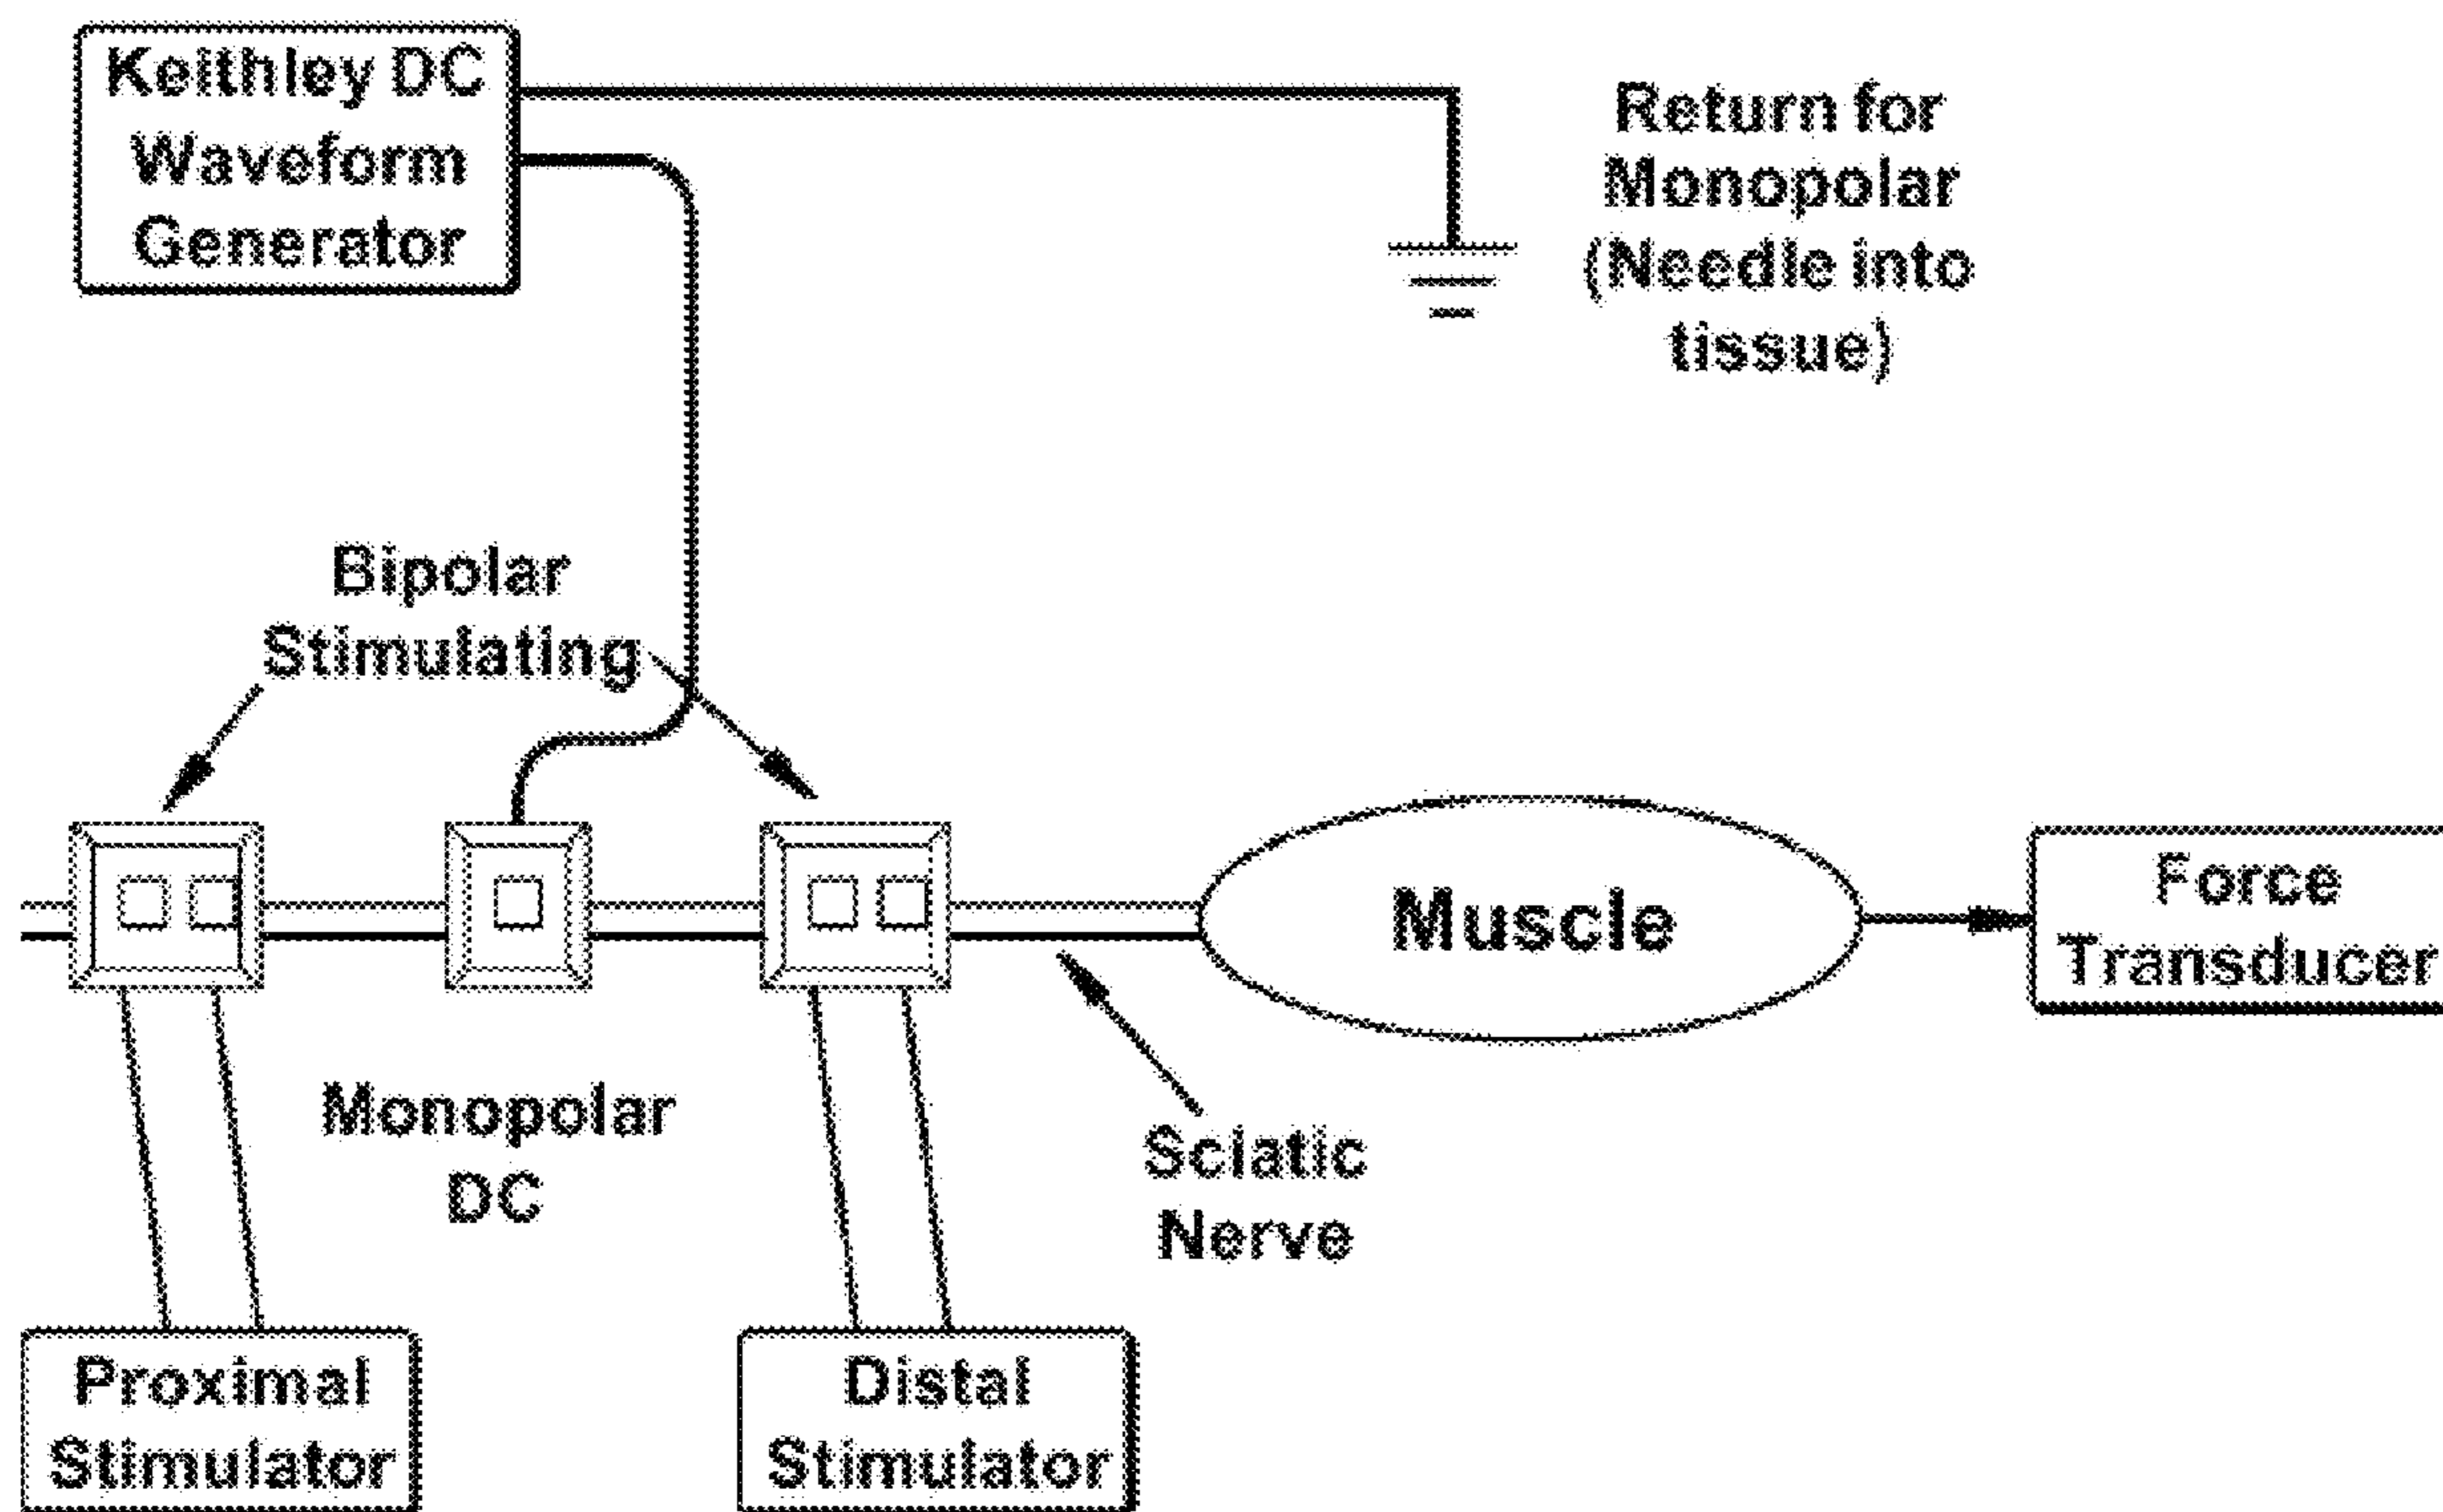 Keithley DC
Waveform
Generator
Return for
Monopolar
(Needle into
tissue)
Bipolar
Stimulating
Muscle
Force
Transducer
Monopolar
DC
Sciatic
Nerve
Proximal
Stimulator
Distal
Stimulator